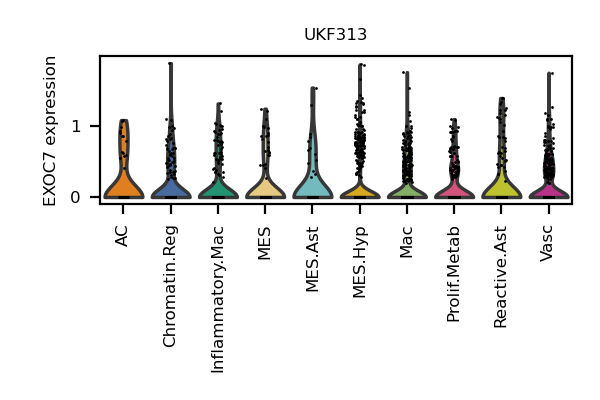 UKF313
EXOC7 expression
1
0
AC
Chromatin.Reg
Inflammatory.Mac
MES
MES.Ast
MES.Hyp
Mac
Prolif.Metab
Reactive.Ast
Vasc